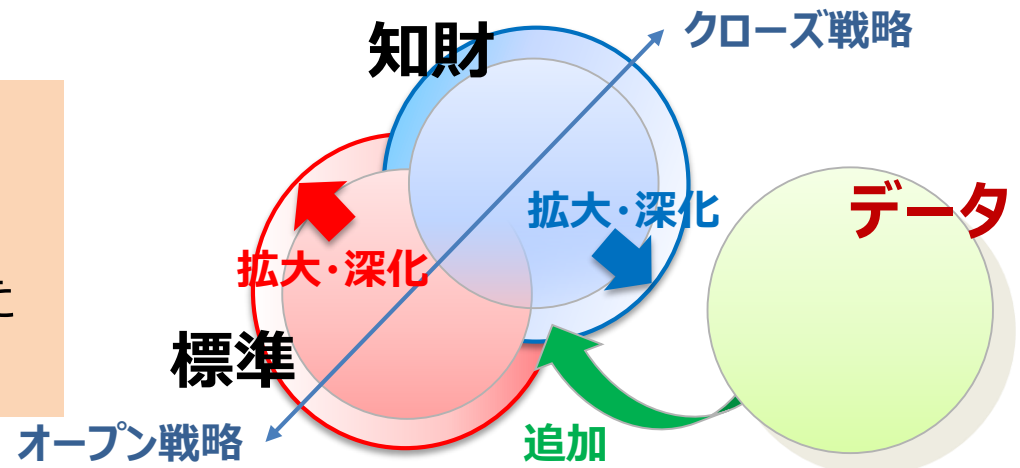 クローズ戦略
知財
データ
拡大・深化
拡大・深化
た
標準
オープン戦略
追加